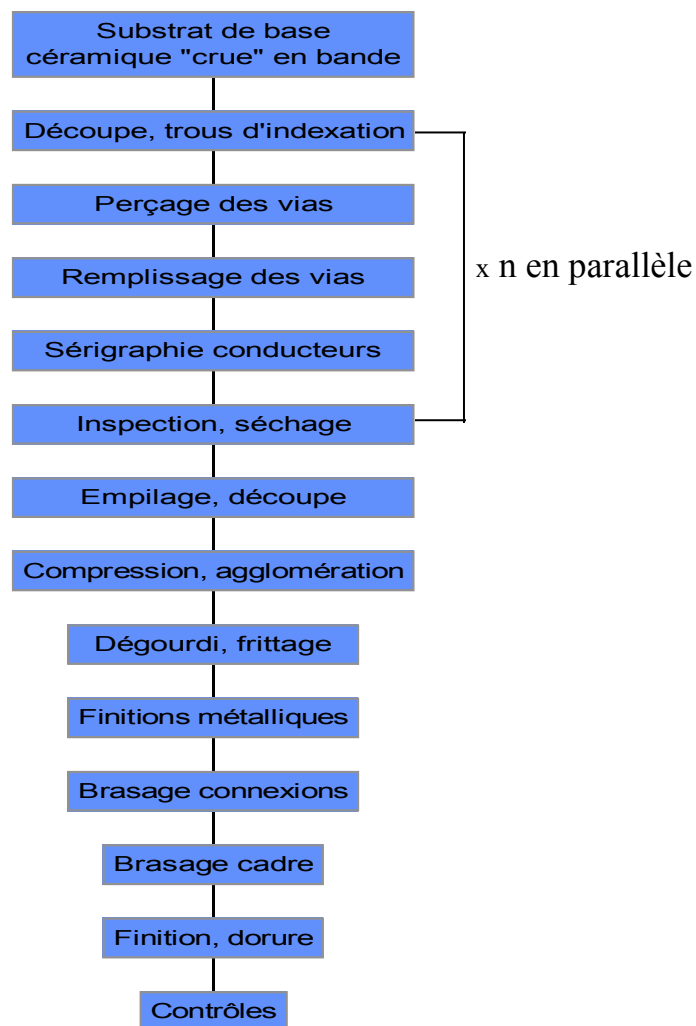 Substrat de base
céramique "crue" en bande
Découpe, trous d'indexation
Perçage des vias
Remplissage des vias
x n en parallèle
Sérigraphie conducteurs
Inspection, séchage
Empilage, découpe
Compression, agglomération
Dégourdi, frittage
Finitions métalliques
Brasage connexions
Brasage cadre
Finition, dorure
Contrôles